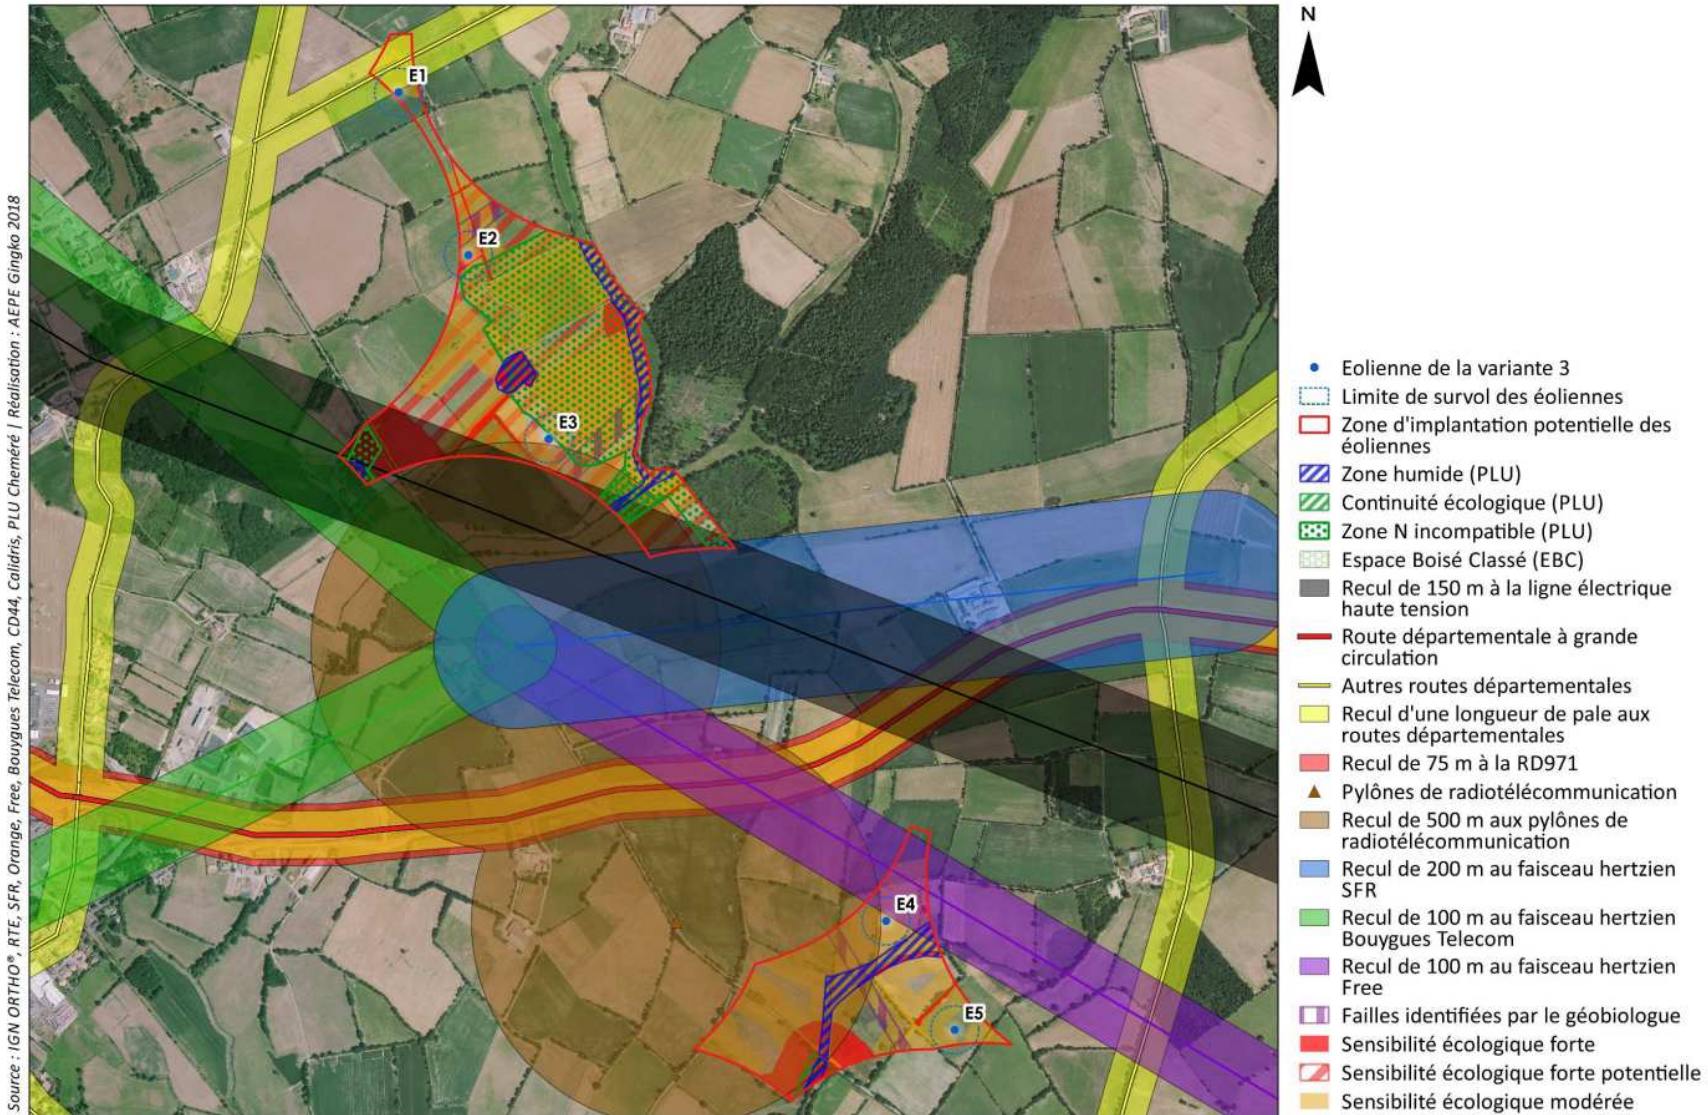 Source : IGN ORTHO®, RTE, SFR, Orange, Free, Bouygues Telecom, CD44, Calidris, PLU Cheméré | Réalisation : AEPE Gingko 2018
E1
E2
E3
E4
E5
N
Eolienne de la variante 3
Limite de survol des éoliennes
Zone d'implantation potentielle des
éoliennes
Zone humide (PLU)
Continuité écologique (PLU)
Zone N incompatible (PLU)
Espace Boisé Classé (EBC)
Recul de 150 m à la ligne électrique
haute tension
Route départementale à grande
circulation
Autres routes départementales
Recul d'une longueur de pale aux
routes départementales
Recul de 75 m à la RD971
Pylônes de radiotélécommunication
Recul de 500 m aux pylônes de
radiotélécommunication
Recul de 200 m au faisceau hertzien
SFR
Recul de 100 m au faisceau hertzien
Bouygues Telecom
Recul de 100 m au faisceau hertzien
Free
Failles identifiées par le géobiologue
Sensibilité écologique forte
Sensibilité écologique forte potentielle
Sensibilité écologique modérée